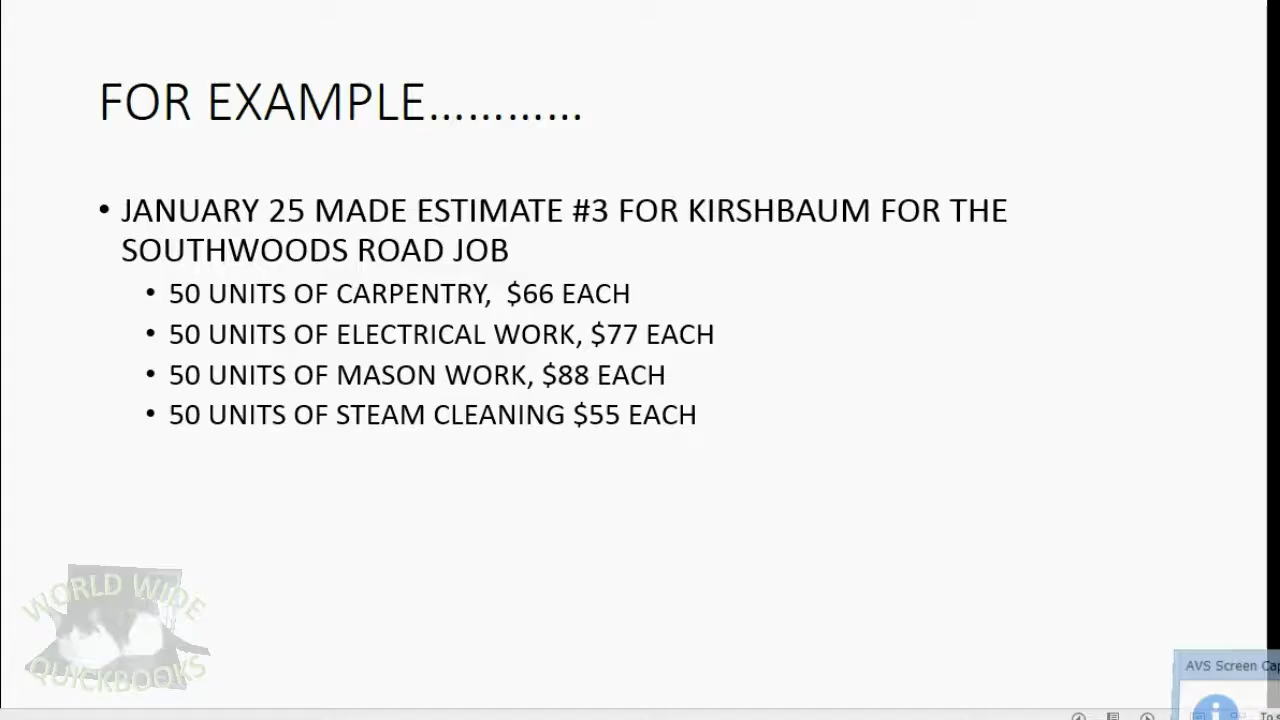 FOR EXAMPLE............
• JANUARY 25 MADE ESTIMATE #3 FOR KIRSHBAUM FOR THE
SOUTHWOODS ROAD JOB
• 50 UNITS OF CARPENTRY,  $66 EACH
• 50 UNITS OF ELECTRICAL WORK, $77 EACH
• 50 UNITS OF MASON WORK, $88 EACH
• 50 UNITS OF STEAM CLEANING $55 EACH
WORLD WIDE
QUICKBOOKS
AVS Screen Cap